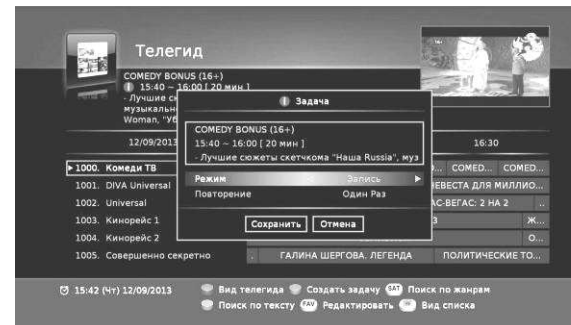 Телегид
COMEDY BONUS (16+)
15:40 ~ 16:00 [ 20 мин ]
- Лучшие
музыкальн
Woman, "Уб
Задача
COMEDY BONUS (16+)
15:40 ~ 16:00 [ 20 мин ]
- Лучшие сюжеты скетчкома "Наша Russia", муз
12/09/2013 16:30
1000. Комеди ТВ COMED... COMED...
Режим Запись
1001. DIVA Universal ЕВЕСТА ДЛЯ МИЛЛИО...
Повторение Один Раз
1002. Universal АС-ВЕГАС: 2 НА 2 ..
1003. Кинорейс 1 З Ж...
Сохранить Отмена
1004. Кинорейс 2 О...
1005. Совершенно секретно . ГАЛИНА ШЕРГОВА. ЛЕГЕНДА ПОЛИТИЧЕСКИЕ ТО...
15:42 (Чт) 12/09/2013 Вид телегида Создать задачу SAT Поиск по жанрам
Поиск по тексту FAV Редактировать Вид списка